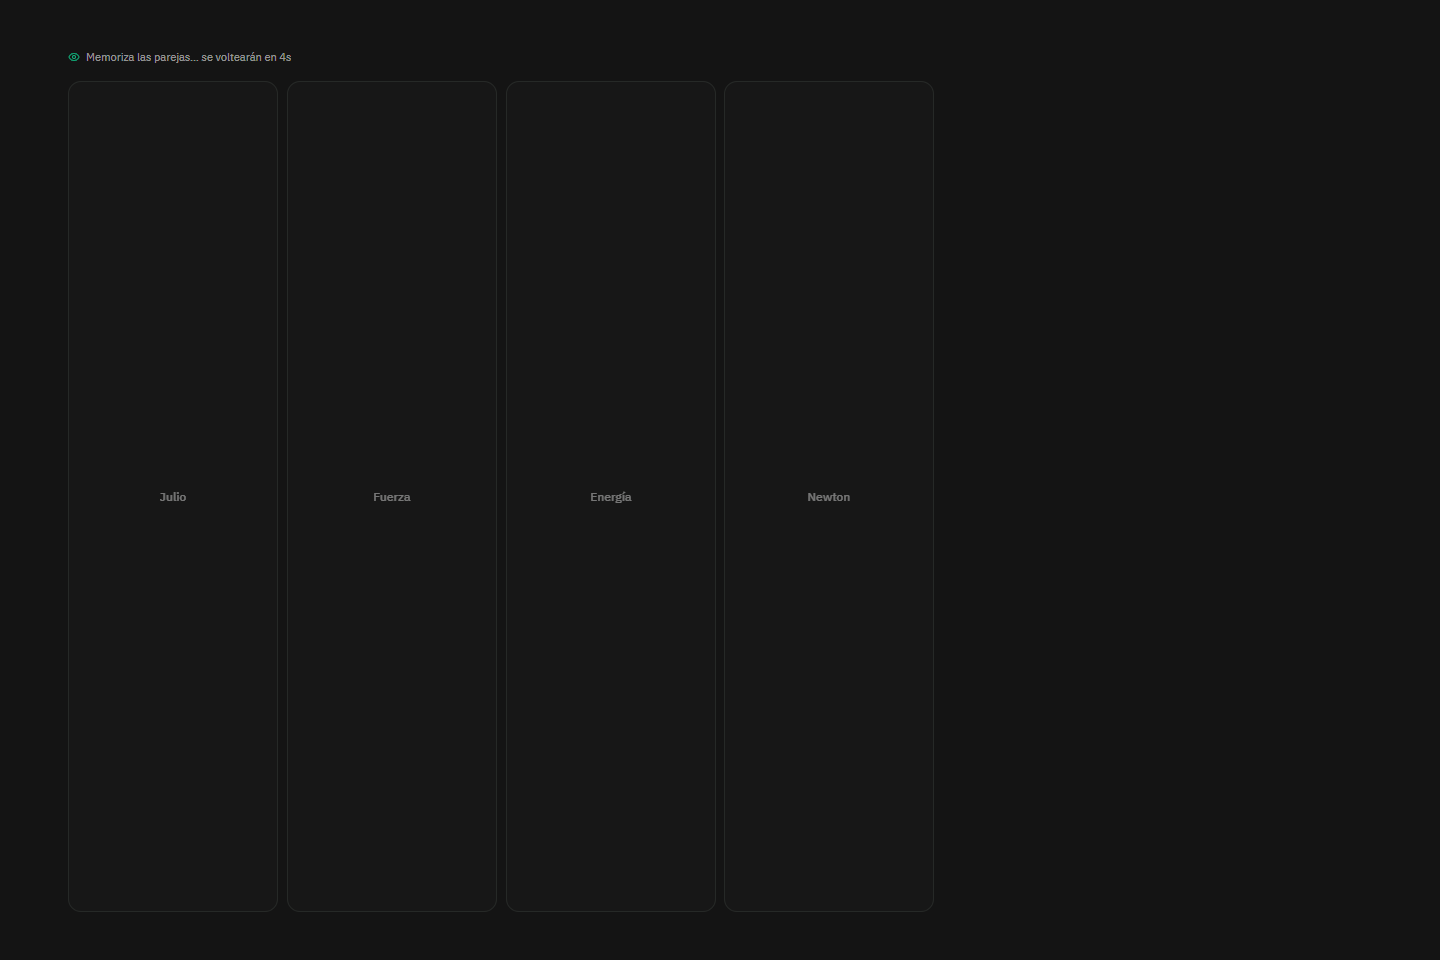 Memoriza las parejas... se voltearán en 4s
Julio
Fuerza
Energía
Newton